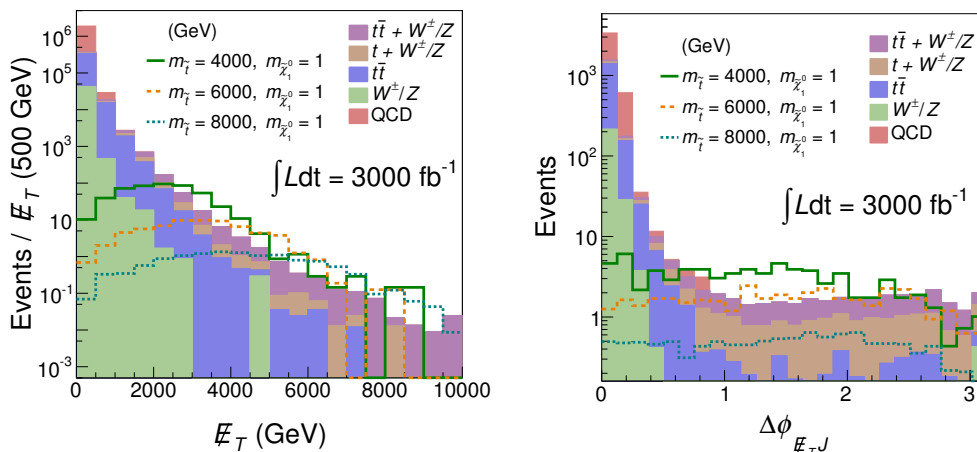 (GeV)
m_t̃ = 4000, m_χ̃₁⁰ = 1
m_t̃ = 6000, m_χ̃₁⁰ = 1
m_t̃ = 8000, m_χ̃₁⁰ = 1
tt̄ + W±/Z
t + W±/Z
tt̄
W±/Z
QCD
∫Ldt = 3000 fb⁻¹
Events / E̸_T (500 GeV)
10⁶
10⁵
10³
10
10⁻¹
10⁻³
0 2000 4000 6000 8000 10000
E̸_T (GeV)
(GeV)
m_t̃ = 4000, m_χ̃₁⁰ = 1
m_t̃ = 6000, m_χ̃₁⁰ = 1
m_t̃ = 8000, m_χ̃₁⁰ = 1
tt̄ + W±/Z
t + W±/Z
tt̄
W±/Z
QCD
∫Ldt = 3000 fb⁻¹
Events
10³
10²
10
1
0 1 2 3
Δϕ_E̸_T J